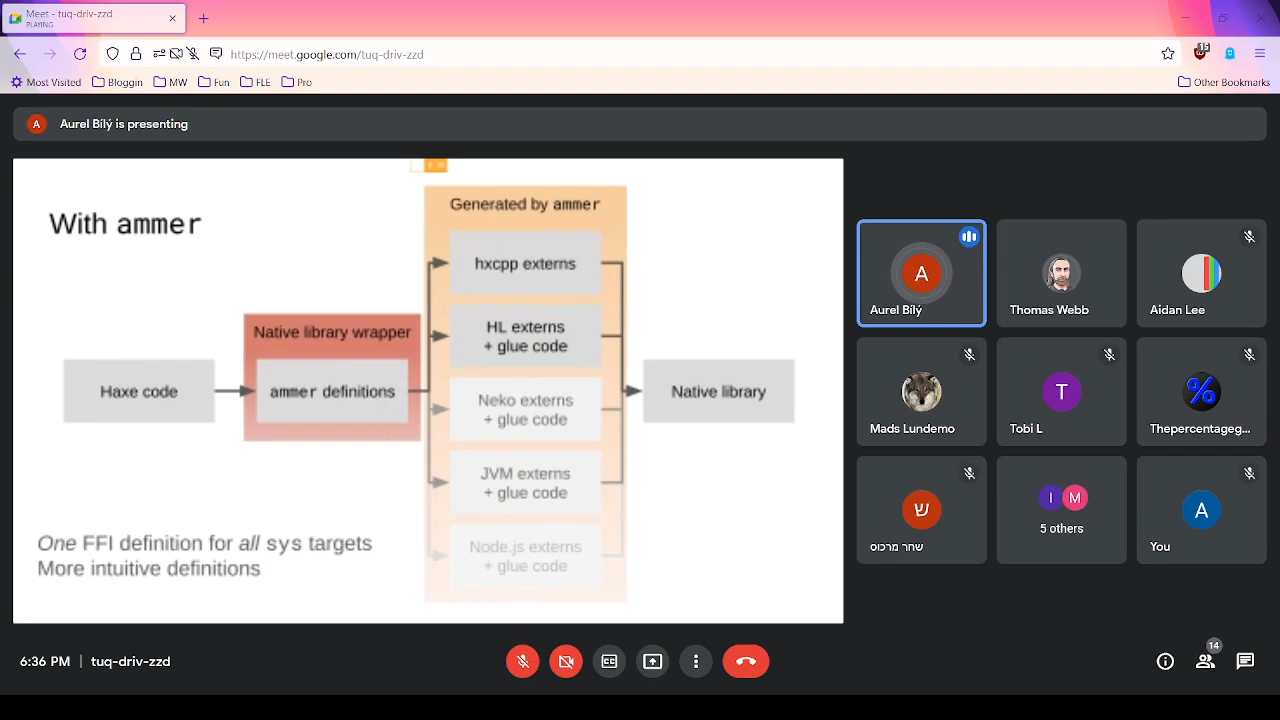 Meet - tuq-driv-zzd
PLAYING
https://meet.google.com/tuq-driv-zzd
15
Most Visited
Bloggin
MW
Fun
FLE
Pro
Other Bookmarks
A
Aurel Bílý is presenting
With ammer
Generated by ammer
hxcpp externs
HL externs
+ glue code
Neko externs
+ glue code
JVM externs
+ glue code
Node.js externs
+ glue code
Native library wrapper
ammer definitions
Haxe code
Native library
One FFI definition for all sys targets
More intuitive definitions
A
Aurel Bílý
Thomas Webb
Aidan Lee
Mads Lundemo
T
Tobi L
%
Thepercentageg...
ש
שחר מרכוס
I M
5 others
A
You
6:36 PM | tuq-driv-zzd
CC
14